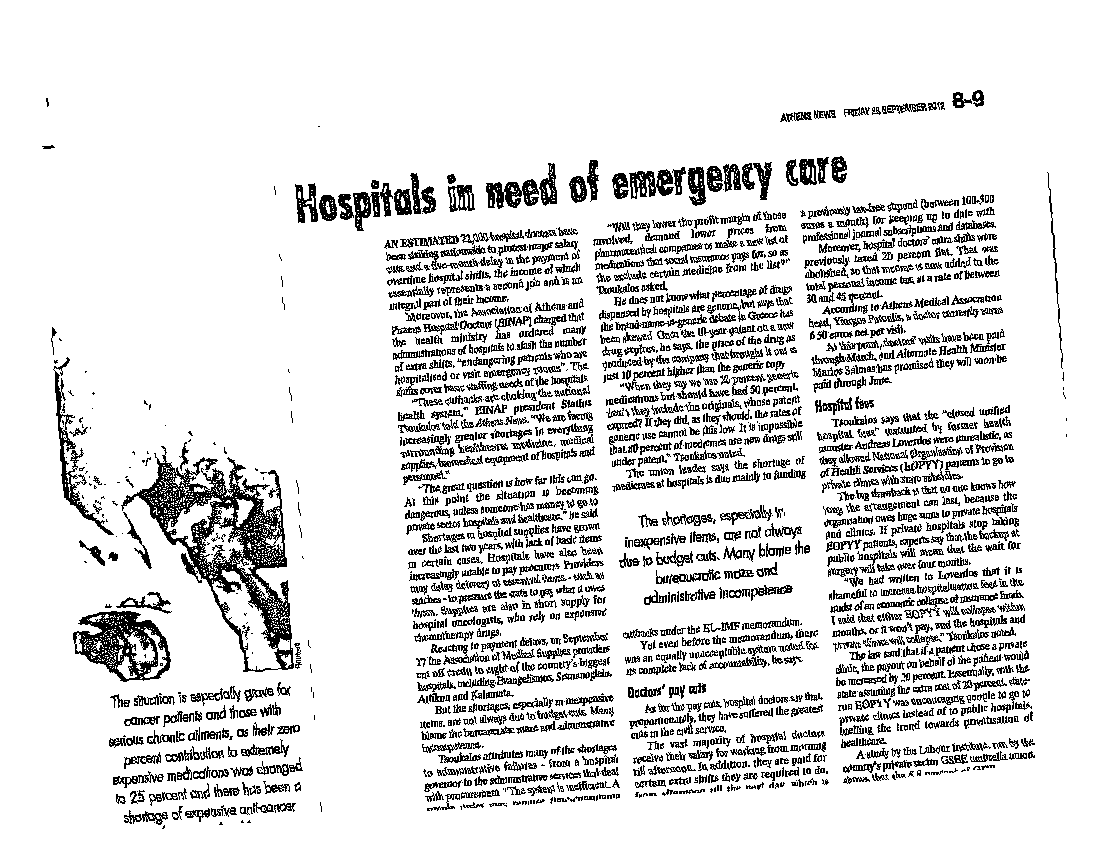 ATHENS NEWS FRIDAY 28 SEPTEMBER 2012 8-9
Hospitals in need of emergency care
AN ESTIMATED 23,000 hospital doctors have
been striking nationwide to protest major salary
cuts and a five-month delay in the payment of
overtime hospital shifts, the income of which
essentially represents a second job and is an
integral part of their income.
Moreover, the Association of Athens and
Piraeus Hospital Doctors (EINAP) charged that
the health ministry has ordered many
administrations of hospitals to slash the number
of extra shifts, "endangering patients who are
hospitalised or visit emergency rooms". The
shifts cover basic staffing needs of the hospitals
"These cutbacks are choking the national
health system," EINAP president Stathis
Tsoukalos told the Athens News. "We are facing
increasingly greater shortages in everything
surrounding healthcare: medicine, medical
supplies, biomedical equipment of hospitals and
personnel."
"The great question is how far this can go.
At this point the situation is becoming
dangerous, unless someone has money to go to
private sector hospitals and healthcare," he said
Shortages in hospital supplies have grown
over the last two years, with lack of basic items
in certain cases. Hospitals have also been
increasingly unable to pay procurers Providers
may delay delivery of essential items - such as
stitches - to pressure the state to pay what it owes
them. Supplies are also in short supply for
hospital oncologists, who rely on expensive
chemotherapy drugs.
Reacting to payment delays, on September
17 the Association of Medical Supplies providers
cut off credit to eight of the country's biggest
hospitals, including Evangelismos, Sismanoglio,
Attikon and Kalamata.
But the shortages, especially in inexpensive
items, are not always due to budget cuts. Many
blame the bureaucratic maze and administrative
incompetence.
Tsoukalos attributes many of the shortages
to administrative failures - from a hospital
governor to the administrative services that deal
with procurement "The system is inefficient. A
"Will they lower the profit margin of those
involved, demand lower prices from
pharmaceutical companies or make a new list of
medications that social insurance pays for, so as
the exclude certain medicine from the list?"
Tsoukalos asked.
He does not know what percentage of drugs
dispensed by hospitals are generic, but says that
the brand-name-vs-generic debate in Greece has
been skewed Once the 10-year patent on a new
drug expires, he says, the price of the drug as
produced by the company that brought it out is
just 10 percent higher than the generic copy
"When they say we use 20 percent generic
medications but should have had 50 percent,
don't they include the originals, whose patent
expired? If they did, as they should, the rates of
generic use cannot be this low. It is impossible
that 80 percent of medicines are new drugs still
under patent," Tsoukalos noted.
The union leader says the shortage of
medicines at hospitals is due mainly to funding
The shortages, especially in
inexpensive items, are not always
due to budget cuts. Many blame the
bureaucratic maze and
administrative incompetence
cutbacks under the EU-IMF memorandum.
Yet even before the memorandum, there
was an equally unacceptable system noted for
its complete lack of accountability, he says.
Doctors' pay cuts
As for the pay cuts, hospital doctors say that,
proportionately, they have suffered the greatest
cuts in the civil service.
The vast majority of hospital doctors
receive their salary for working from morning
till afternoon. In addition, they are paid for
certain extra shifts they are required to do,
from afternoon till the next day which is
a previously tax-free stipend (between 100-300
euros a month) for keeping up to date with
professional journal subscriptions and databases.
Moreover, hospital doctors' extra shifts were
previously taxed 20 percent flat. That was
abolished, so that income is now added to the
total personal income tax, at a rate of between
30 and 45 percent.
According to Athens Medical Association
head, Yiorgos Patoulis, a doctor currently earns
6.50 euros net per visit.
At this point, doctors' visits have been paid
through March, and Alternate Health Minister
Marios Salmas has promised they will soon be
paid through June.
Hospital fees
Tsoukalos says that the "closed unified
hospital fees" instituted by former health
minister Andreas Loverdos were unrealistic, as
they allowed National Organisation of Provision
of Health Services (EOPYY) patients to go to
private clinics with state subsidies.
The big drawback is that no one knows how
long the arrangement can last, because the
organisation owes huge sums to private hospitals
and clinics. If private hospitals stop taking
EOPYY patients, experts say that the backup at
public hospitals will mean that the wait for
surgery will take over four months.
"We had written to Loverdos that it is
shameful to increase hospitalisation fees in the
midst of an economic collapse of insurance funds.
I said that either EOPYY will collapse within
months, or it won't pay, and the hospitals and
private clinics will collapse," Tsoukalos noted.
The law said that if a patient chose a private
clinic, the payout on behalf of the patient would
be increased by 20 percent. Essentially, with the
state assuming the extra cost of 20 percent, state-
run EOPYY was encouraging people to go to
private clinics instead of to public hospitals,
fuelling the trend towards privatisation of
healthcare.
A study by the Labour Institute, run by the
country's private sector GSEE umbrella union,
shows that the
The situation is especially grave for
cancer patients and those with
serious chronic ailments, as their zero
percent contribution to extremely
expensive medications was changed
to 25 percent and there has been a
shortage of expensive anti-cancer